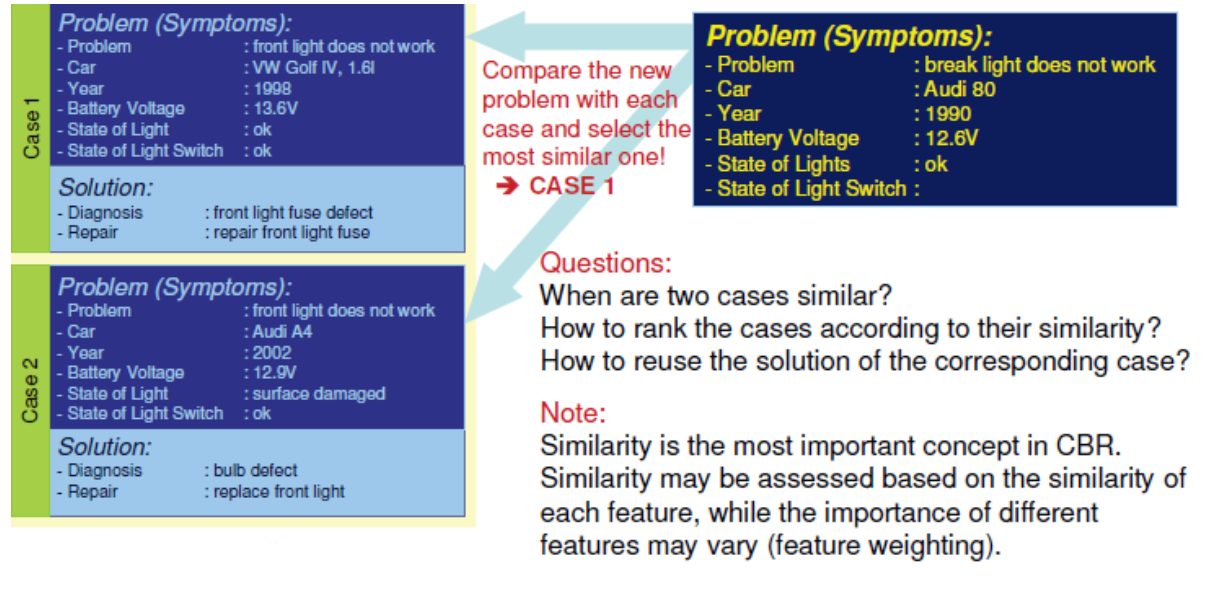 Case 1
Problem (Symptoms):
- Problem : front light does not work
- Car : VW Golf IV, 1.6l
- Year : 1998
- Battery Voltage : 13.6V
- State of Light : ok
- State of Light Switch : ok
Solution:
- Diagnosis : front light fuse defect
- Repair : repair front light fuse
Case 2
Problem (Symptoms):
- Problem : front light does not work
- Car : Audi A4
- Year : 2002
- Battery Voltage : 12.9V
- State of Light : surface damaged
- State of Light Switch : ok
Solution:
- Diagnosis : bulb defect
- Repair : replace front light
Compare the new
problem with each
case and select the
most similar one!
➔ CASE 1
Problem (Symptoms):
- Problem : break light does not work
- Car : Audi 80
- Year : 1990
- Battery Voltage : 12.6V
- State of Lights : ok
- State of Light Switch :
Questions:
When are two cases similar?
How to rank the cases according to their similarity?
How to reuse the solution of the corresponding case?
Note:
Similarity is the most important concept in CBR.
Similarity may be assessed based on the similarity of
each feature, while the importance of different
features may vary (feature weighting).